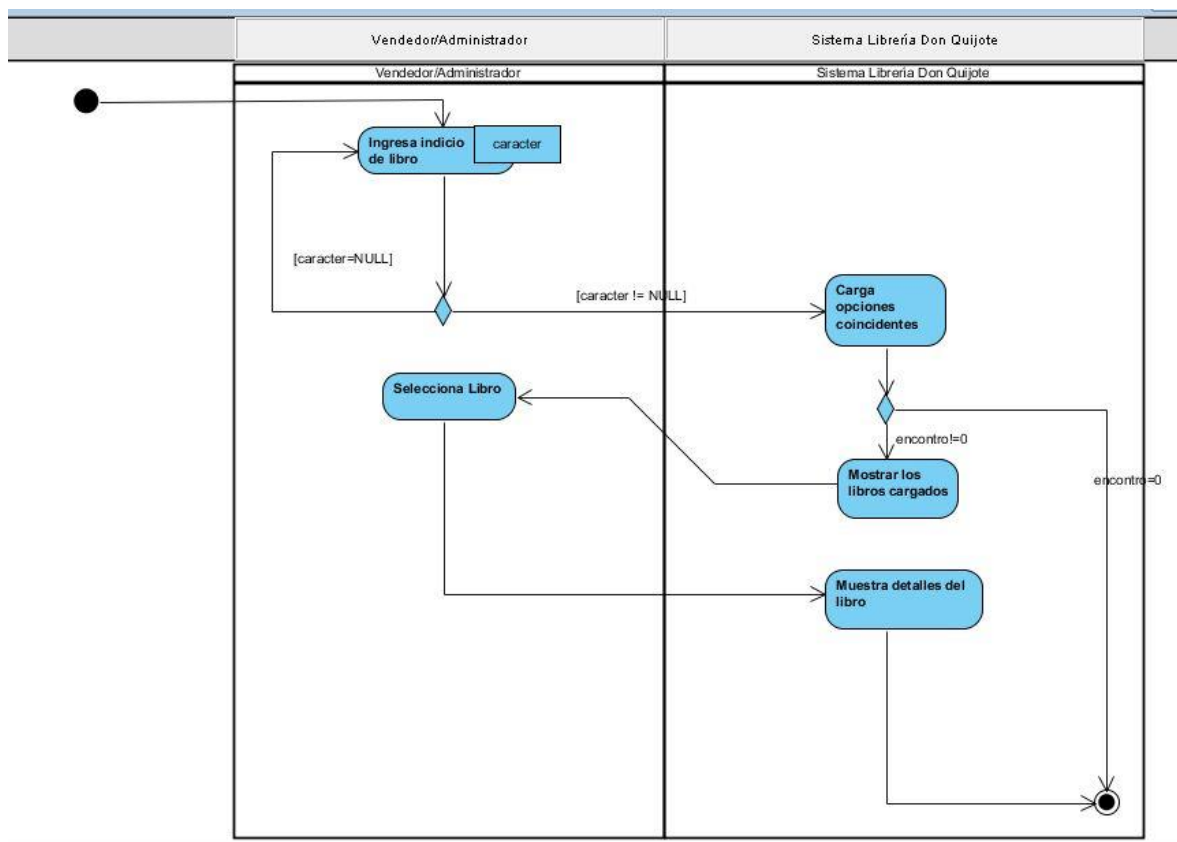 Vendedor/Administrador
Sistema Librería Don Quijote
Vendedor/Administrador
Sistema Librería Don Quijote
Ingresa indicio
de libro
caracter
[caracter=NULL]
[caracter != NULL]
Carga
opciones
coincidentes
Selecciona Libro
encontro!=0
Mostrar los
libros cargados
encontro=0
Muestra detalles del
libro